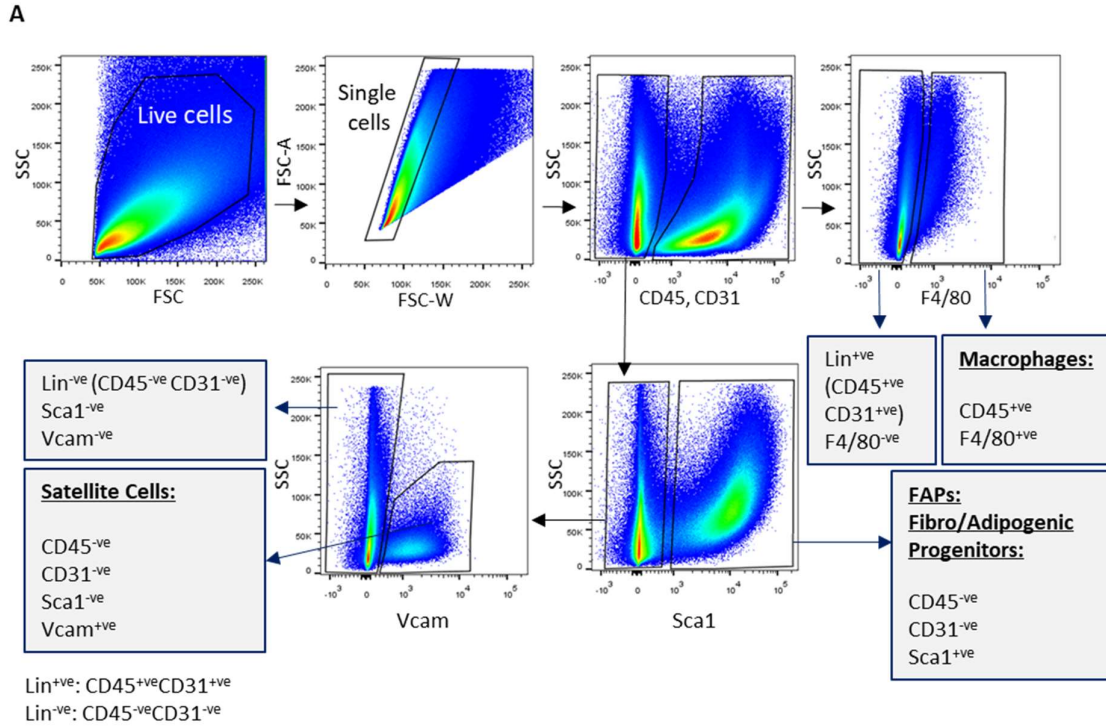 A
250K
200K
150K
100K
50K
0
SSC
Live cells
0 50K 100K 150K 200K 250K
FSC
250K
200K
150K
100K
50K
0
FSC-A
Single
cells
0 50K 100K 150K 200K 250K
FSC-W
250K
200K
150K
100K
50K
0
SSC
-10³ 0 10³ 10⁴ 10⁵
CD45, CD31
250K
200K
150K
100K
50K
0
SSC
-10³ 0 10³ 10⁴ 10⁵
F4/80
Lin⁻ᵛᵉ (CD45⁻ᵛᵉ CD31⁻ᵛᵉ)
Sca1⁻ᵛᵉ
Vcam⁻ᵛᵉ
Satellite Cells:
CD45⁻ᵛᵉ
CD31⁻ᵛᵉ
Sca1⁻ᵛᵉ
Vcam⁺ᵛᵉ
250K
200K
150K
100K
50K
0
SSC
-10³ 0 10³ 10⁴ 10⁵
Vcam
250K
200K
150K
100K
50K
0
SSC
-10³ 0 10³ 10⁴ 10⁵
Sca1
Lin⁺ᵛᵉ
(CD45⁺ᵛᵉ
CD31⁺ᵛᵉ)
F4/80⁻ᵛᵉ
Macrophages:
CD45⁺ᵛᵉ
F4/80⁺ᵛᵉ
FAPs:
Fibro/Adipogenic
Progenitors:
CD45⁻ᵛᵉ
CD31⁻ᵛᵉ
Sca1⁺ᵛᵉ
Lin⁺ᵛᵉ: CD45⁺ᵛᵉCD31⁺ᵛᵉ
Lin⁻ᵛᵉ: CD45⁻ᵛᵉCD31⁻ᵛᵉ